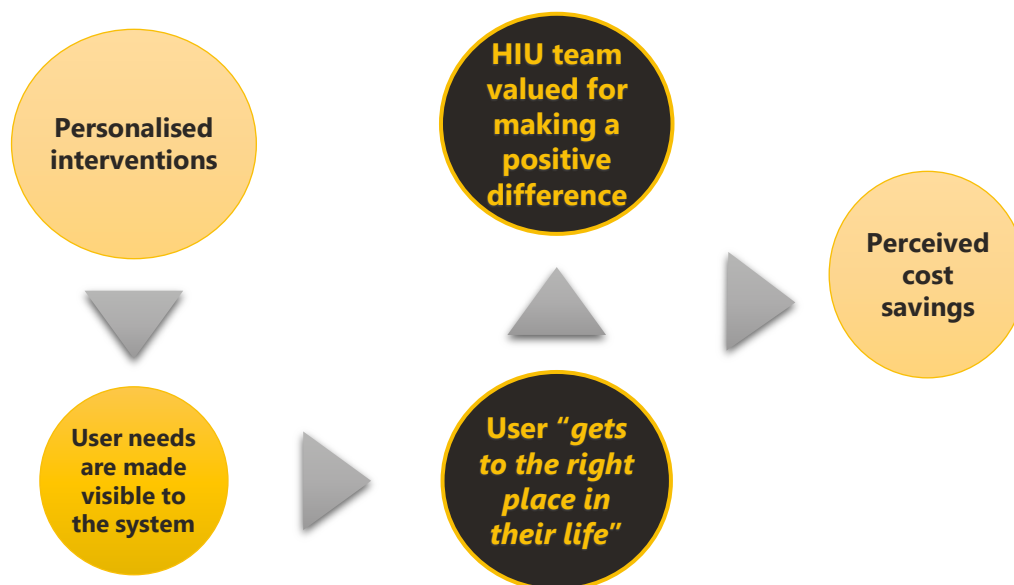 Personalised
interventions
User needs
are made
visible to
the system
User “gets
to the right
place in
their life”
HIU team
valued for
making a
positive
difference
Perceived
cost
savings